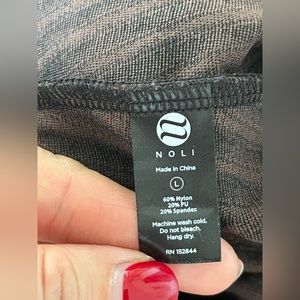 NOLI
Made in China
L
60% Nylon
20% PU
20% Spandex
Machine wash cold.
Do not bleach.
Hang dry.
RN 152844